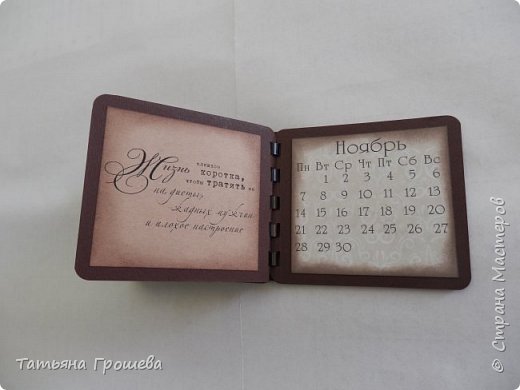 Жизнь слишком
коротка,
чтобы тратить её
на диеты,
жадных мужчин
и плохое настроение
Ноябрь
Пн Вт Ср Чт Пт Сб Вс
1 2 3 4 5 6
7 8 9 10 11 12 13
14 15 16 17 18 19 20
21 22 23 24 25 26 27
28 29 30
Татьяна Грошева
© Страна Мастеров